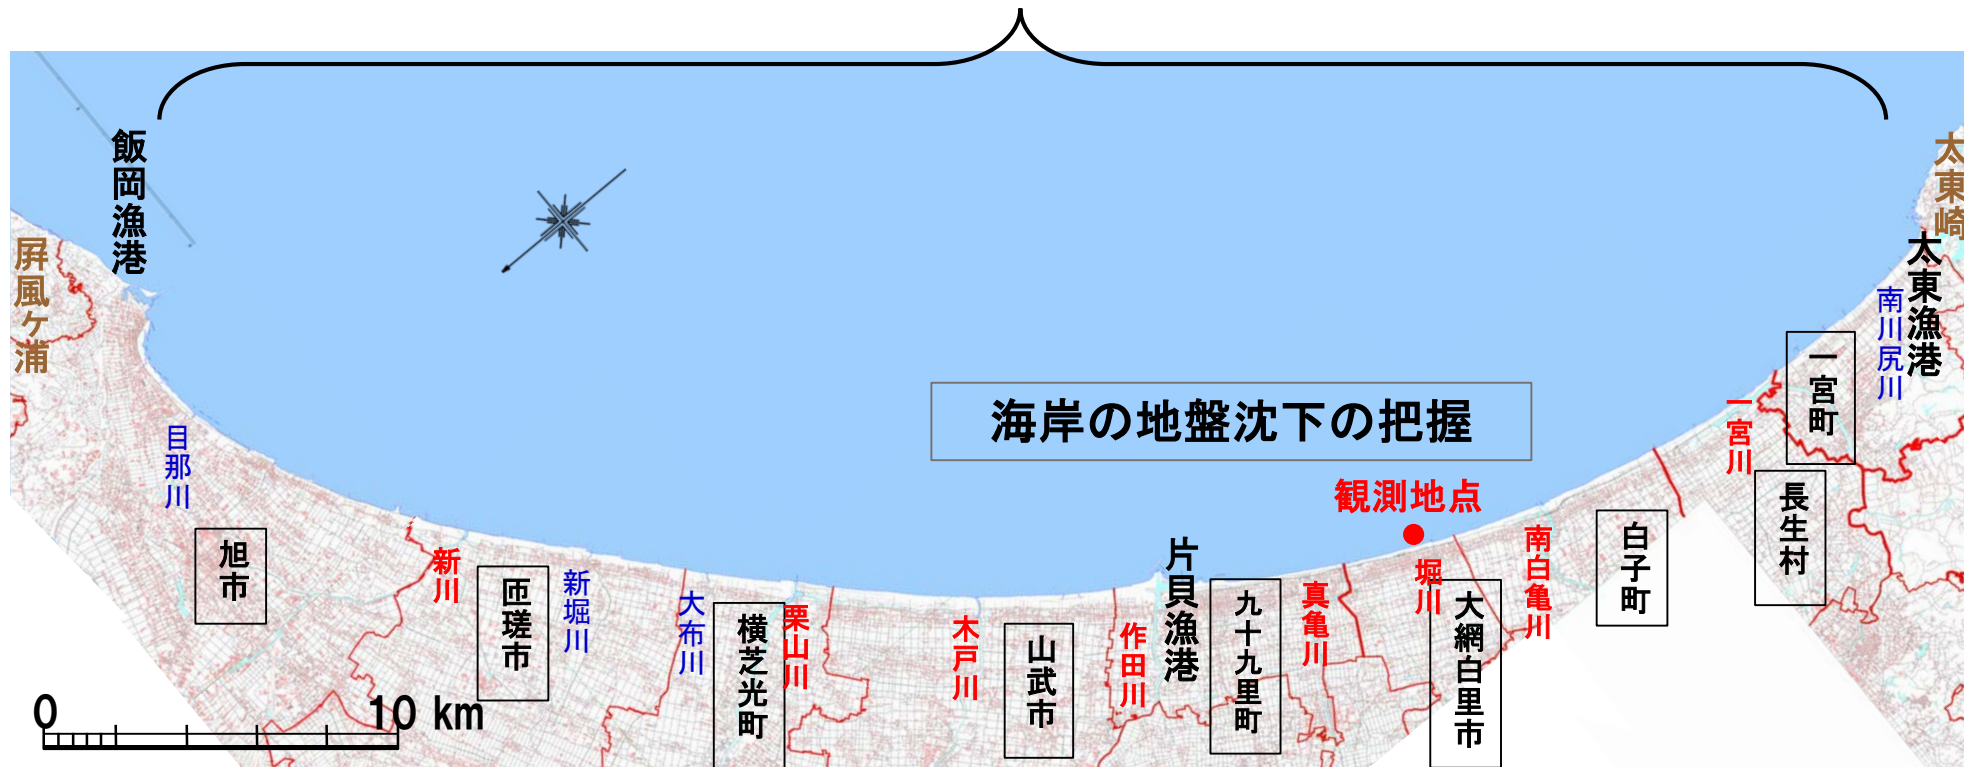 飯岡漁港
屏風ケ浦
太東崎
太東漁港
南川尻川
一宮町
一宮川
長生村
海岸の地盤沈下の把握
観測地点
目那川
旭市
新川
匝瑳市
新堀川
大布川
横芝光町
栗山川
木戸川
山武市
作田川
片貝漁港
九十九里町
真亀川
堀川
大網白里市
南白亀川
白子町
0 10 km